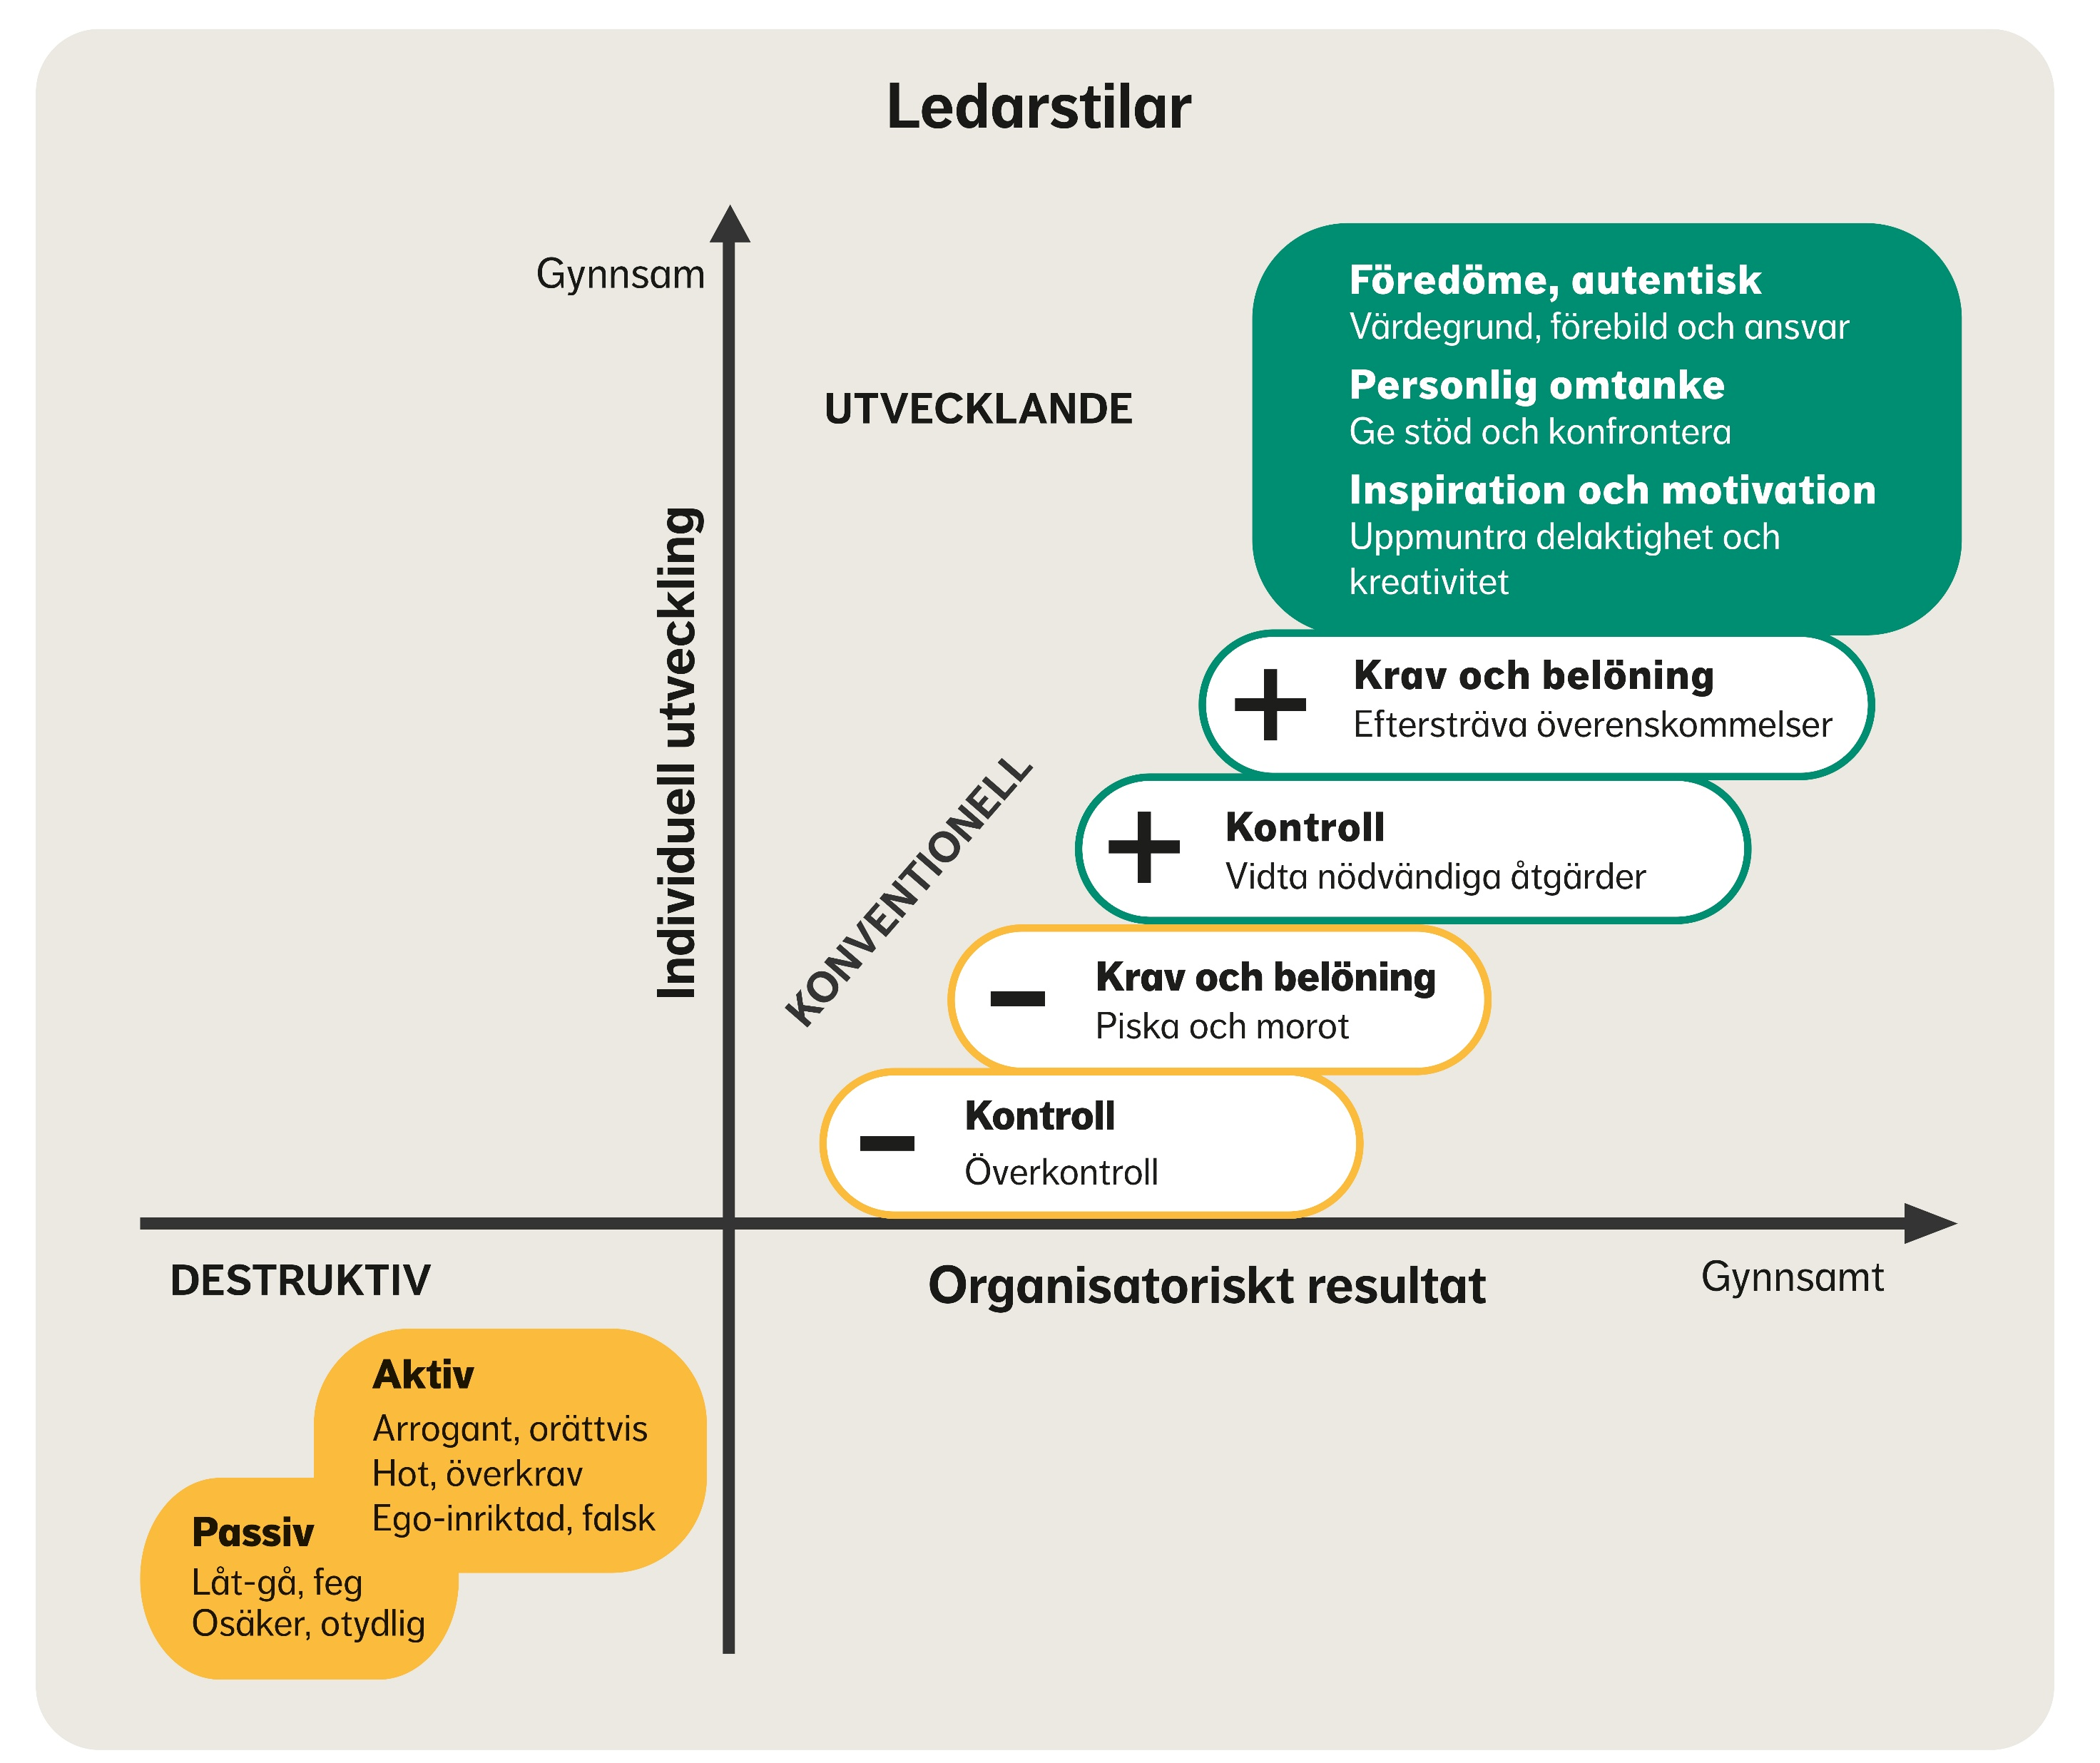 Ledarstilar
Gynnsam
UTVECKLANDE
Individuell utveckling
KONVENTIONELL
Föredöme, autentisk
Värdegrund, förebild och ansvar
Personlig omtanke
Ge stöd och konfrontera
Inspiration och motivation
Uppmuntra delaktighet och
kreativitet
+ Krav och belöning
Eftersträva överenskommelser
+ Kontroll
Vidta nödvändiga åtgärder
– Krav och belöning
Piska och morot
– Kontroll
Överkontroll
DESTRUKTIV
Organisatoriskt resultat
Gynnsamt
Aktiv
Arrogant, orättvis
Hot, överkrav
Ego-inriktad, falsk
Passiv
Låt-gå, feg
Osäker, otydlig